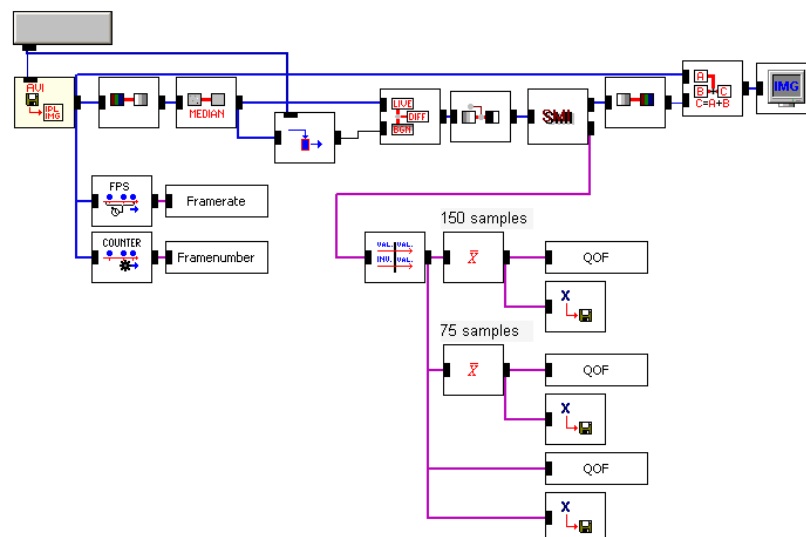 AVI
IPL
IMG
MEDIAN
LIVE
DIFF
BGN
SMI
A
B C
C=A+B
IMG
FPS
Framerate
COUNTER
Framenumber
150 samples
VAL. VAL.
INV. VAL.
X
QOF
X
75 samples
X
QOF
X
QOF
X